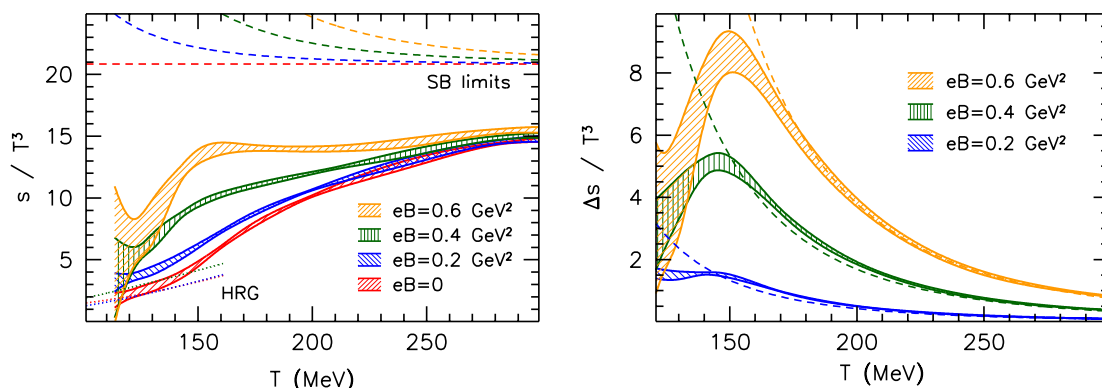 s / T³
20
15
10
5
SB limits
eB=0.6 GeV²
eB=0.4 GeV²
eB=0.2 GeV²
eB=0
HRG
150
200
250
T (MeV)
Δs / T³
8
6
4
2
0
eB=0.6 GeV²
eB=0.4 GeV²
eB=0.2 GeV²
150
200
250
T (MeV)